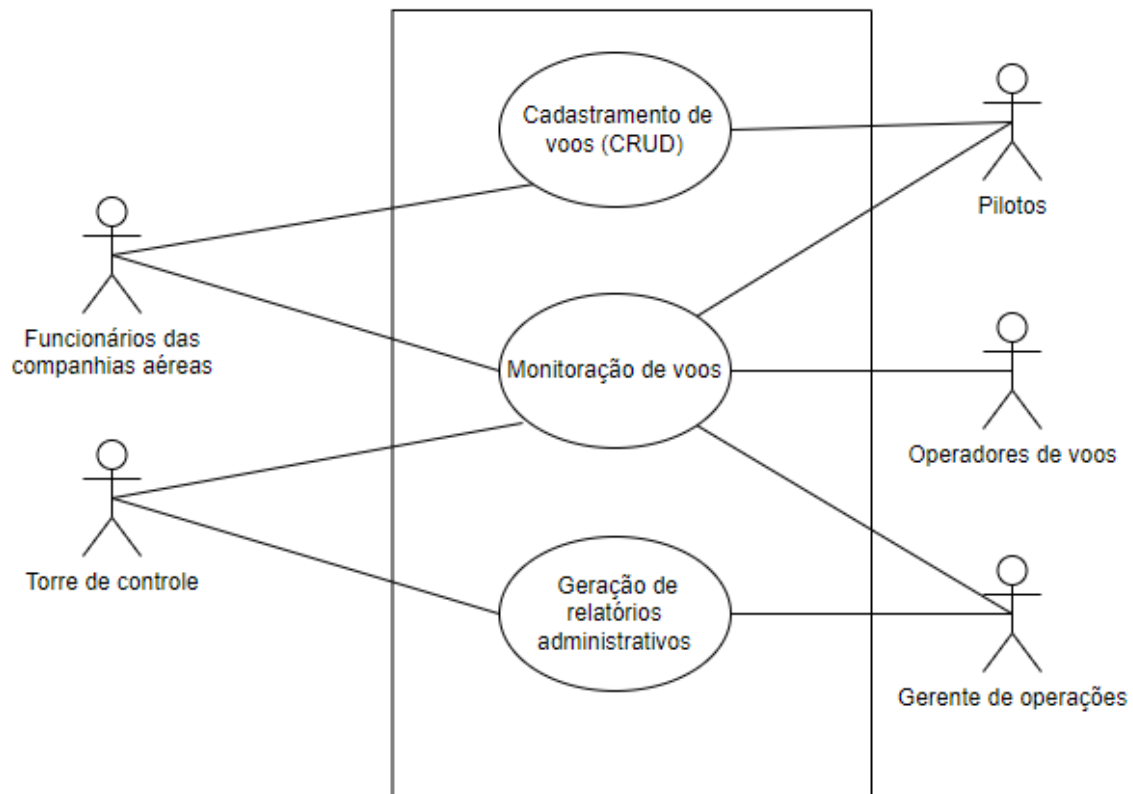 Cadastramento de
voos (CRUD)
Pilotos
Funcionários das
companhias aéreas
Monitoração de voos
Operadores de voos
Torre de controle
Geração de
relatórios
administrativos
Gerente de operações